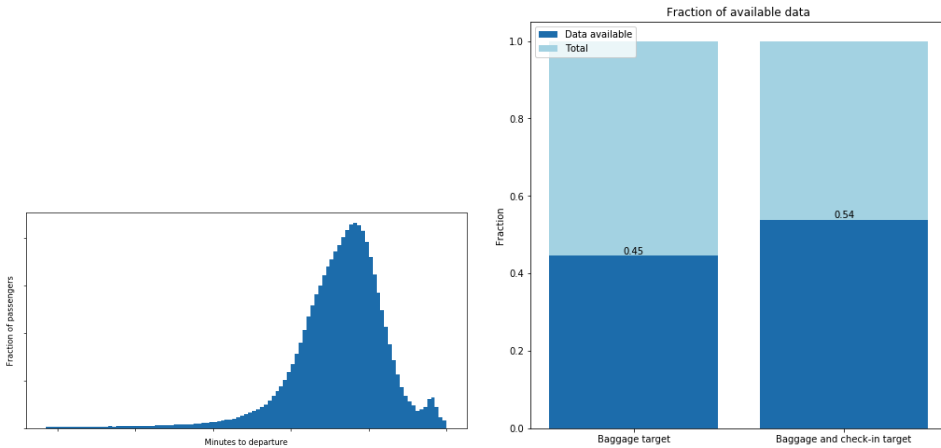 Fraction of passengers
Minutes to departure
Fraction of available data
Data available
Total
Fraction
1.0
0.8
0.6
0.4
0.2
0.0
0.45
0.54
Baggage target
Baggage and check-in target